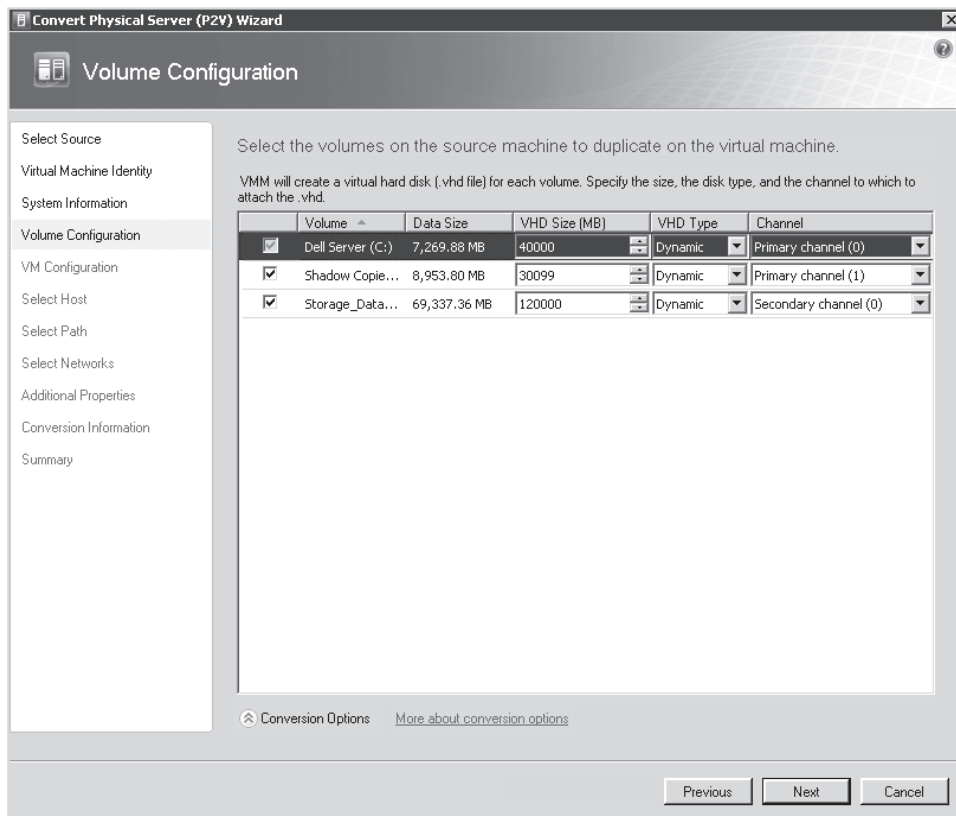 Convert Physical Server (P2V) Wizard
Volume Configuration
Select Source
Virtual Machine Identity
System Information
Volume Configuration
VM Configuration
Select Host
Select Path
Select Networks
Additional Properties
Conversion Information
Summary
Select the volumes on the source machine to duplicate on the virtual machine.
VMM will create a virtual hard disk (.vhd file) for each volume. Specify the size, the disk type, and the channel to which to
attach the .vhd.
Volume Data Size VHD Size (MB) VHD Type Channel
Dell Server (C:) 7,269.88 MB 40000 Dynamic Primary channel (0)
Shadow Copie... 8,953.80 MB 30099 Dynamic Primary channel (1)
Storage_Data... 69,337.36 MB 120000 Dynamic Secondary channel (0)
Conversion Options More about conversion options
Previous Next Cancel